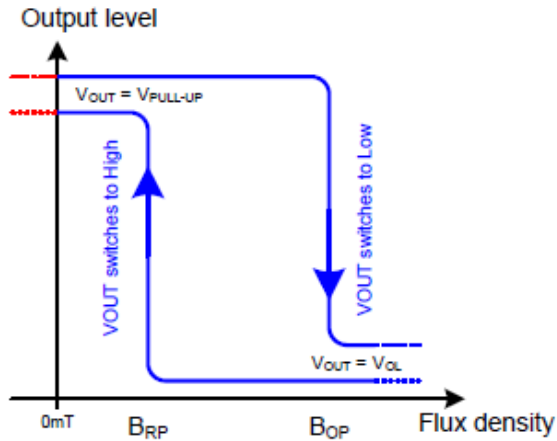 Output level
VOUT = VPULL-UP
VOUT switches to High
VOUT switches to Low
VOUT = VOL
0mT
BRP
BOP
Flux density